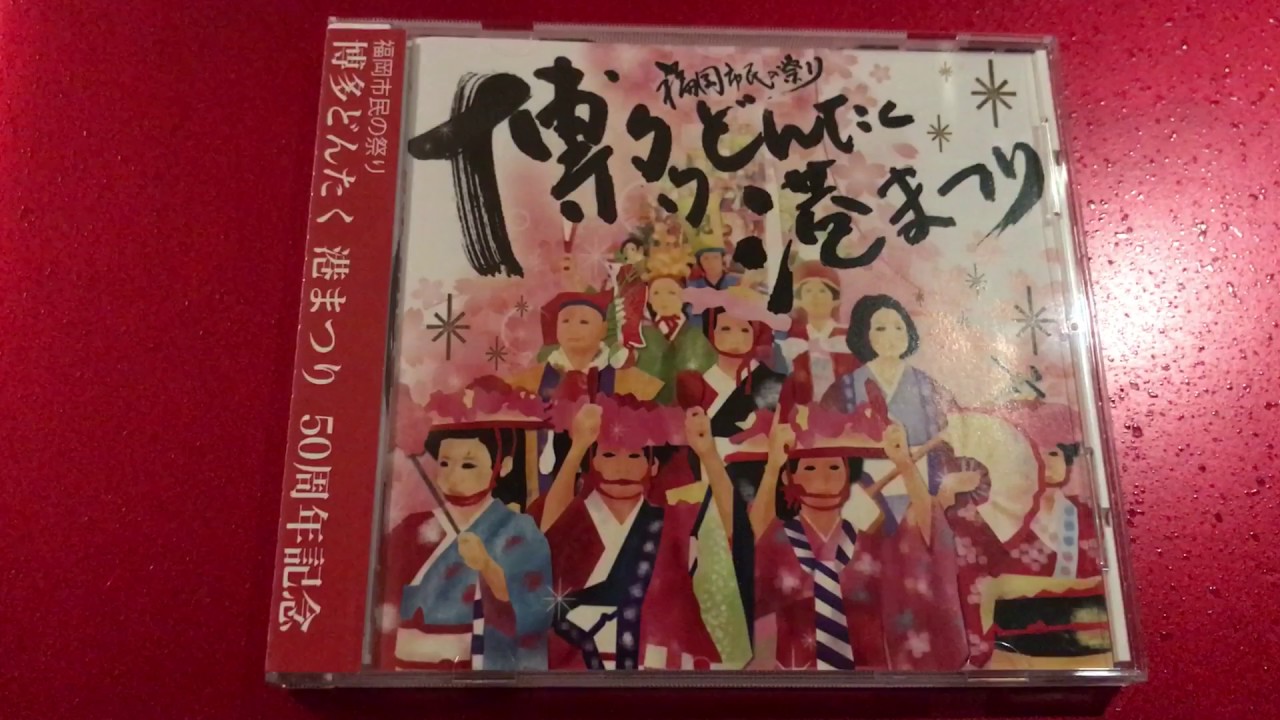 福岡市民の祭り
博多どんたく 港まつり 50周年記念
福岡市民の祭り
博多どんたく
港まつり